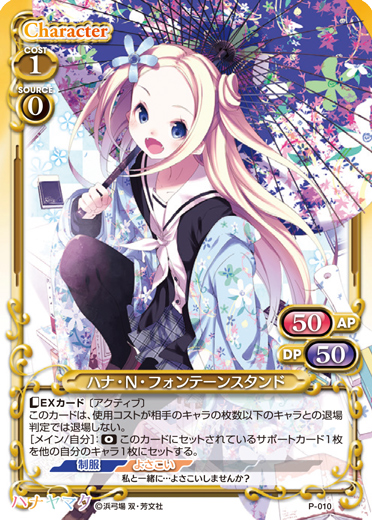 Character
COST
1
SOURCE
0
50 AP
DP 50
ハナ・N・フォンテーンスタンド
EXカード〔アクティブ〕
このカードは、使用コストが相手のキャラの枚数以下のキャラとの退場
判定では退場しない。
[メイン/自分]: このカードにセットされているサポートカード1枚
を他の自分のキャラ1枚にセットする。
制服 よさこい
私と一緒に…よさこいしませんか?
ハナヤマタ
©浜弓場 双・芳文社
P-010